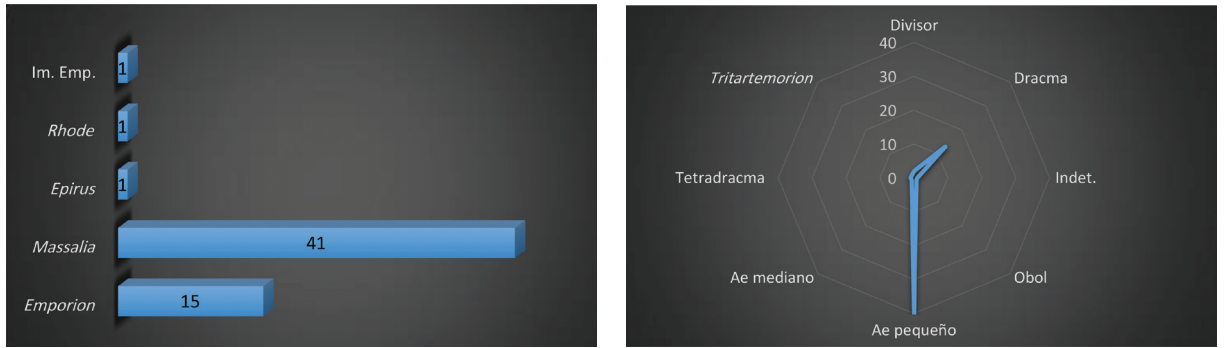 Im. Emp.
1
Rhode
1
Epirus
1
Massalia
41
Emporion
15
Divisor
40
Tritartemorion
30
Dracma
20
10
Tetradracma
0
Indet.
Ae mediano
Obol
Ae pequeño